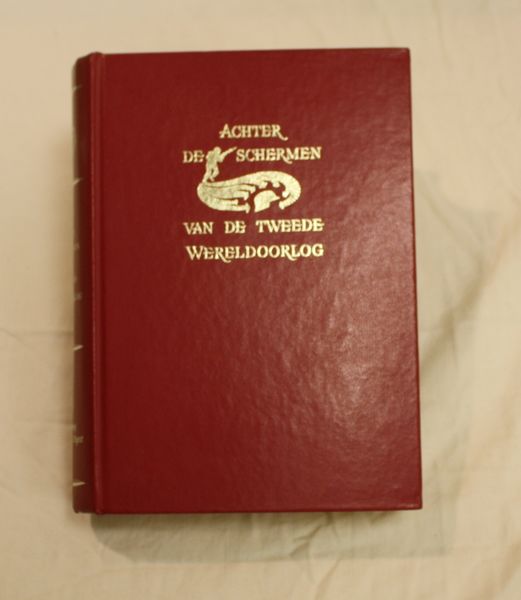 ACHTER
DE SCHERMEN
VAN DE TWEEDE
WERELDOORLOG